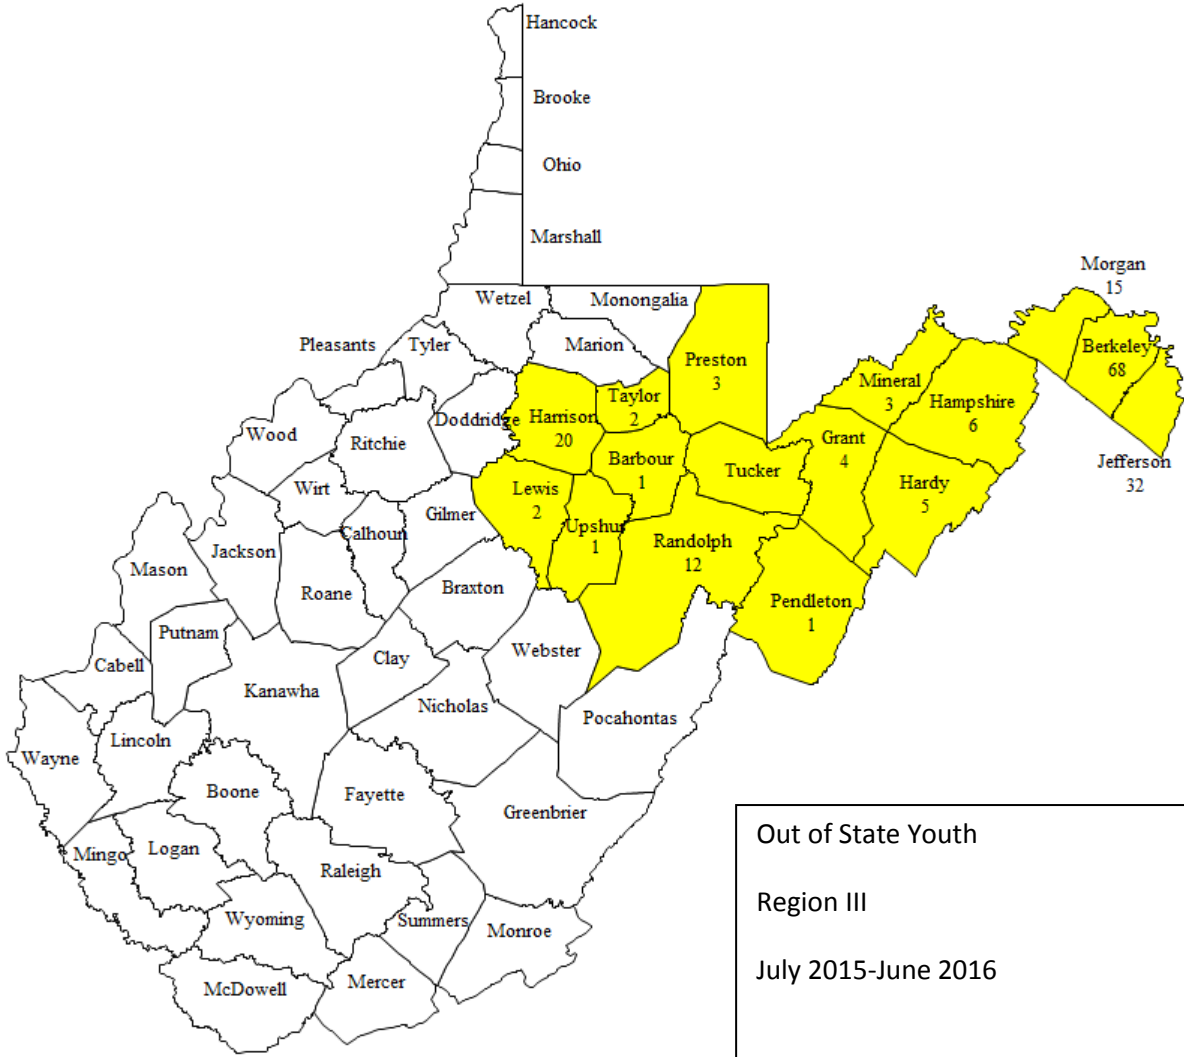 Hancock
Brooke
Ohio
Marshall
Morgan
15
Wetzel
Monongalia
Pleasants
Tyler
Marion
Preston
3
Berkeley
68
Mineral
3
Hampshire
6
Taylor
2
Doddridge
Harrison
20
Wood
Ritchie
Grant
4
Barbour
1
Tucker
Jefferson
32
Hardy
5
Wirt
Lewis
2
Gilmer
Upshur
1
Calhoun
Randolph
12
Jackson
Mason
Roane
Braxton
Pendleton
1
Putnam
Cabell
Clay
Webster
Kanawha
Nicholas
Pocahontas
Lincoln
Wayne
Boone
Fayette
Greenbrier
Mingo
Logan
Raleigh
Wyoming
Summers
Monroe
McDowell
Mercer
Out of State Youth
Region III
July 2015-June 2016